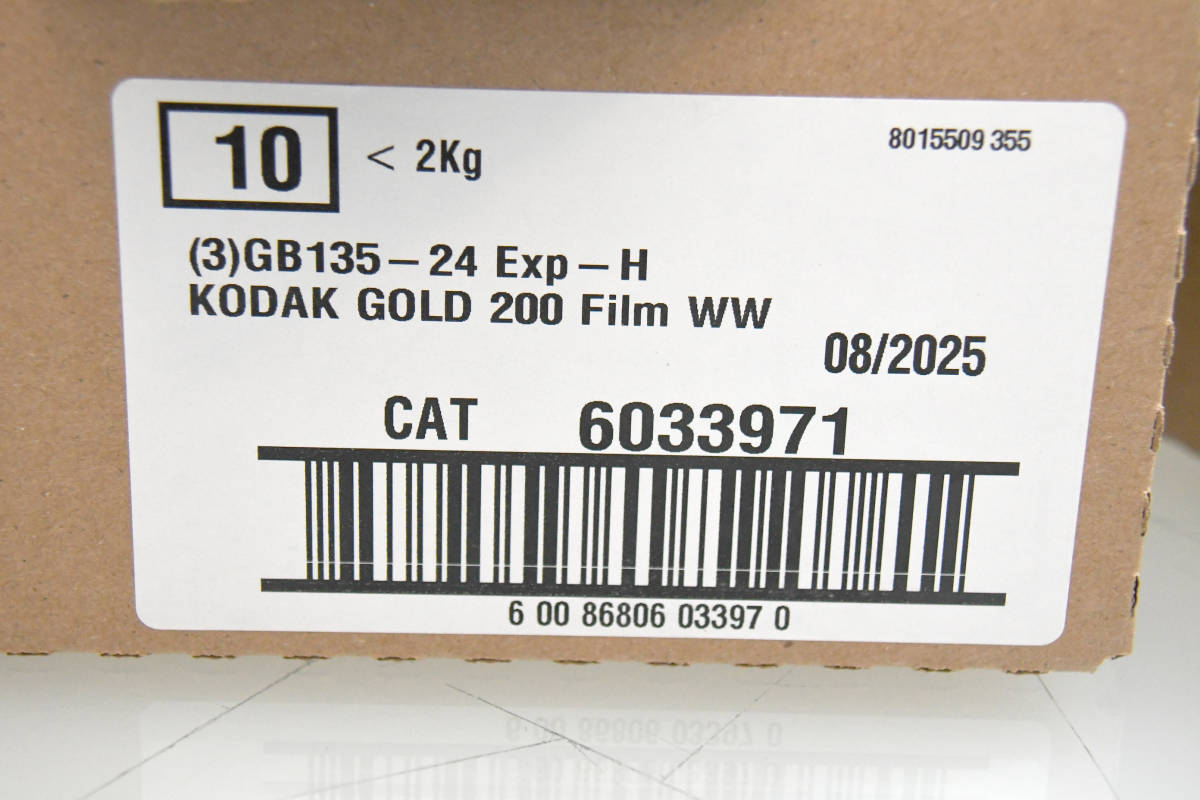 10 < 2Kg 8015509 355
(3)GB135-24 Exp-H
KODAK GOLD 200 Film WW
08/2025
CAT 6033971
6 00 86806 03397 0